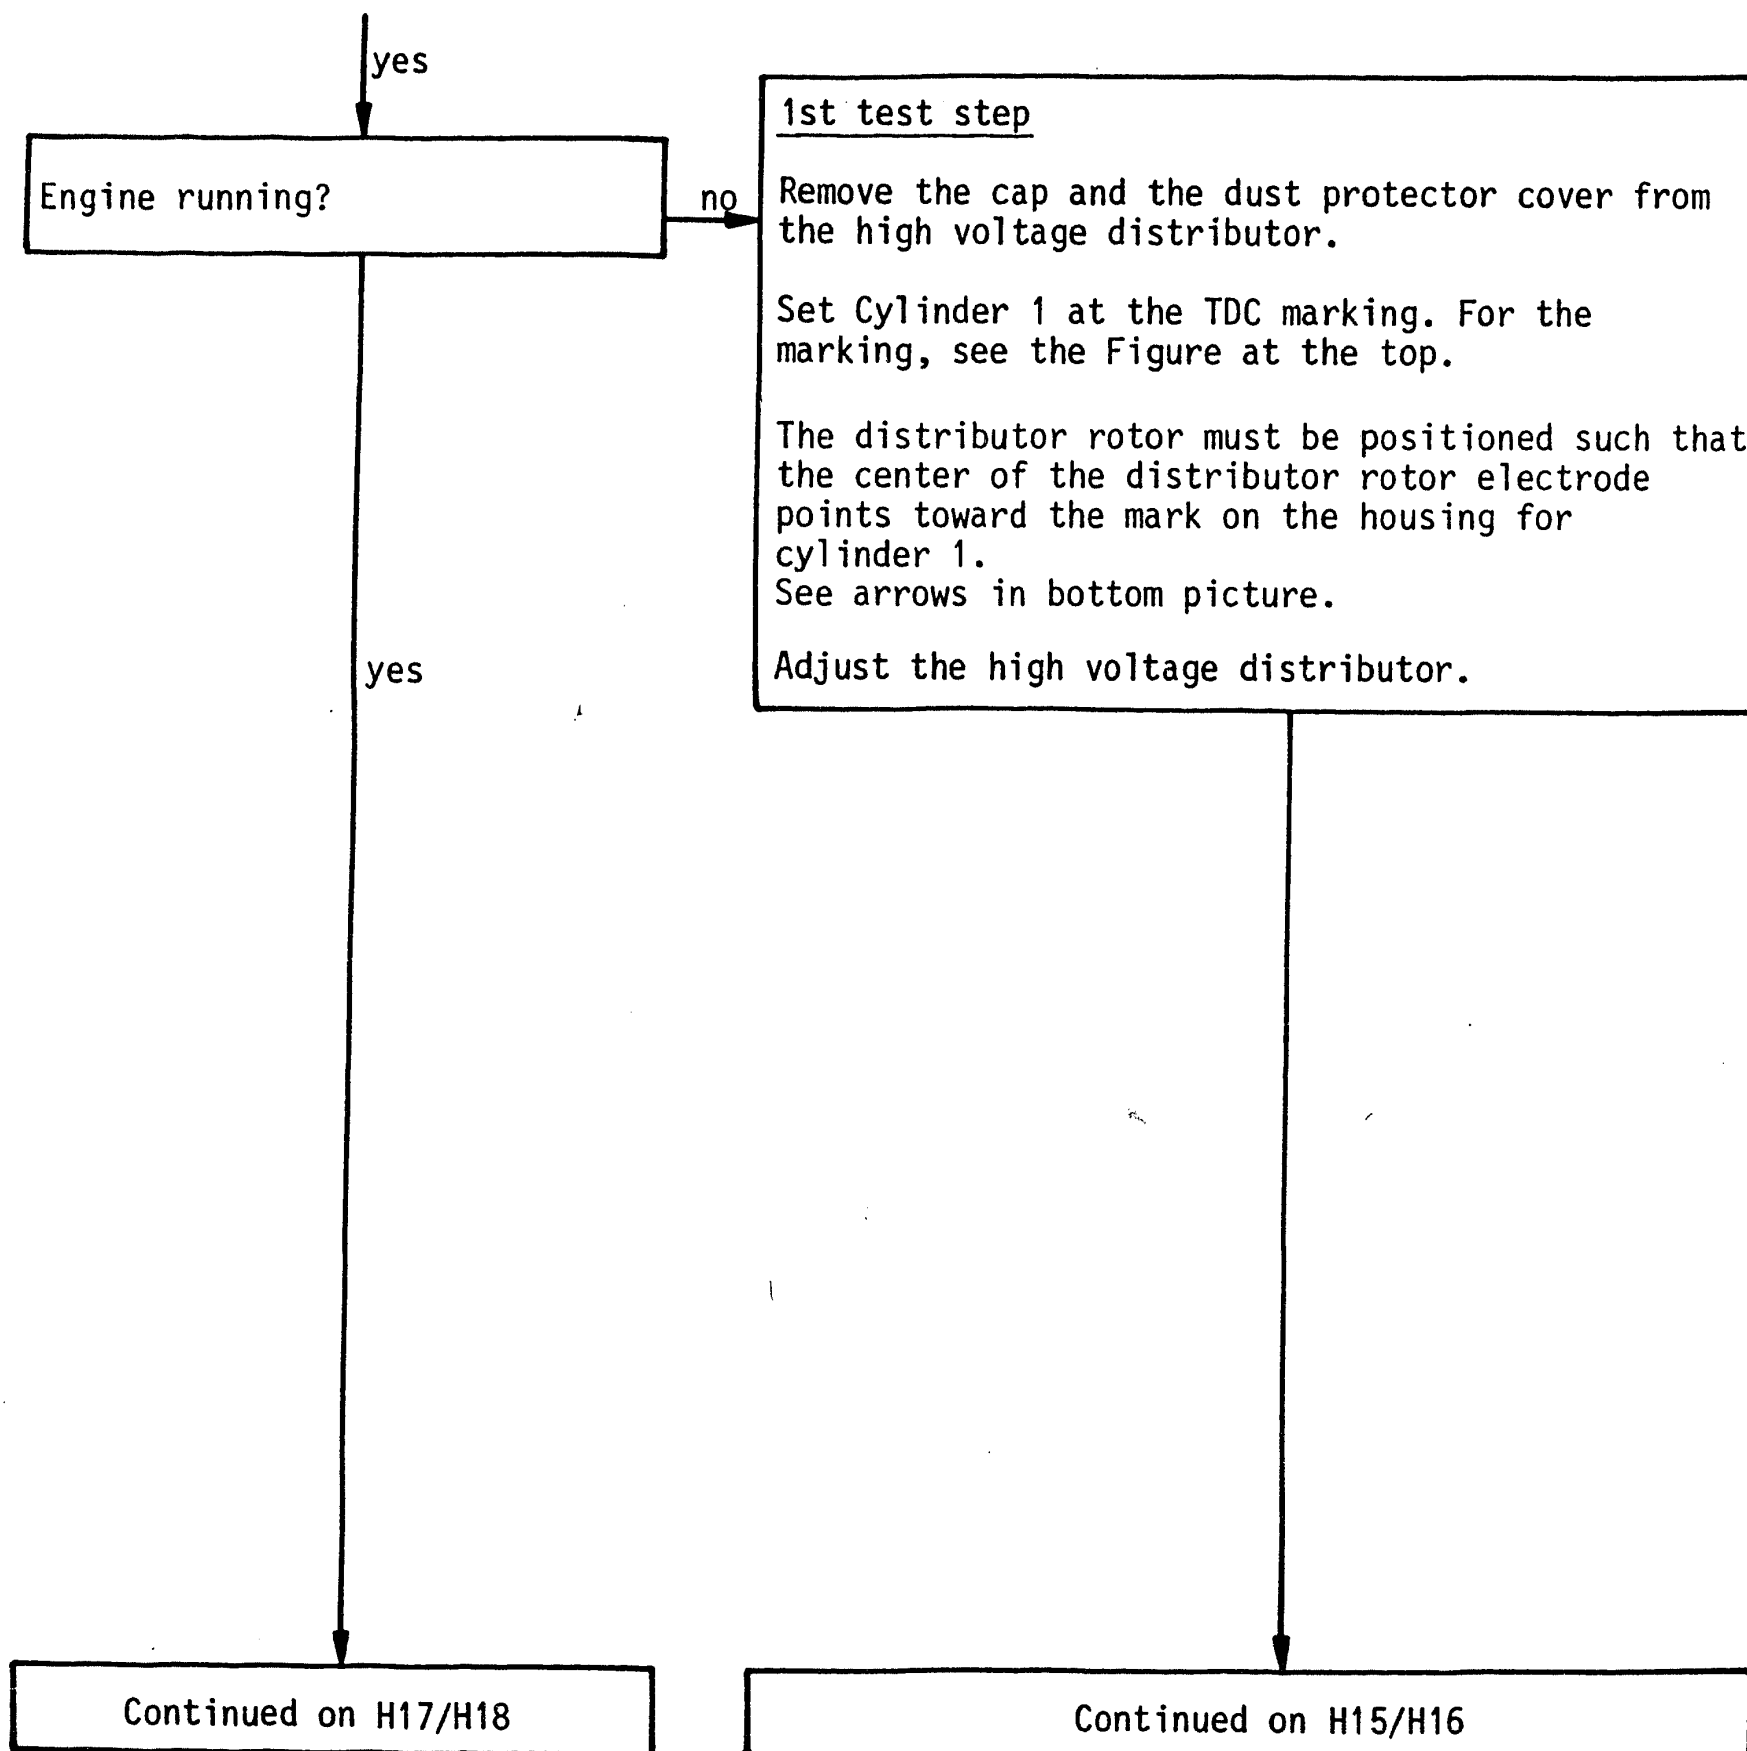 yes
Engine running?
no
1st test step
Remove the cap and the dust protector cover from
the high voltage distributor.
Set Cylinder 1 at the TDC marking. For the
marking, see the Figure at the top.
The distributor rotor must be positioned such that
the center of the distributor rotor electrode
points toward the mark on the housing for
cylinder 1.
See arrows in bottom picture.
Adjust the high voltage distributor.
yes
Continued on H17/H18
Continued on H15/H16